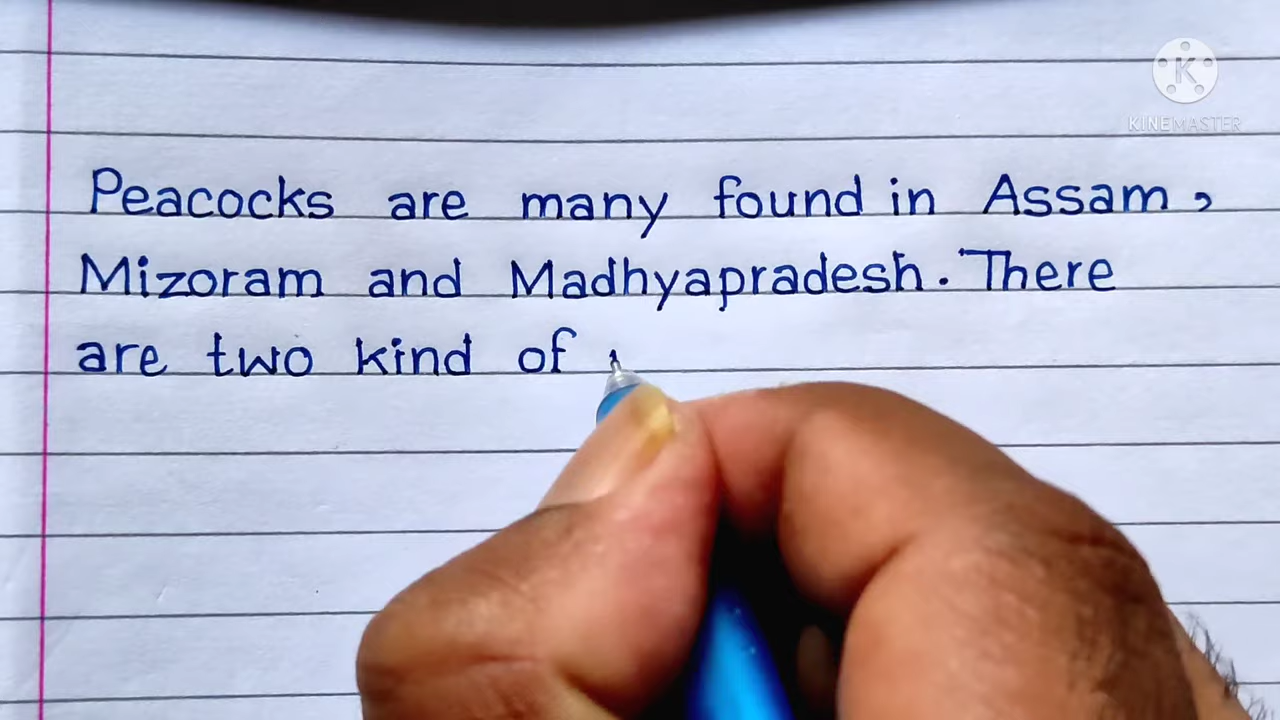 KINEMASTER
Peacocks are many found in Assam,
Mizoram and Madhyapradesh. There
are two kind of